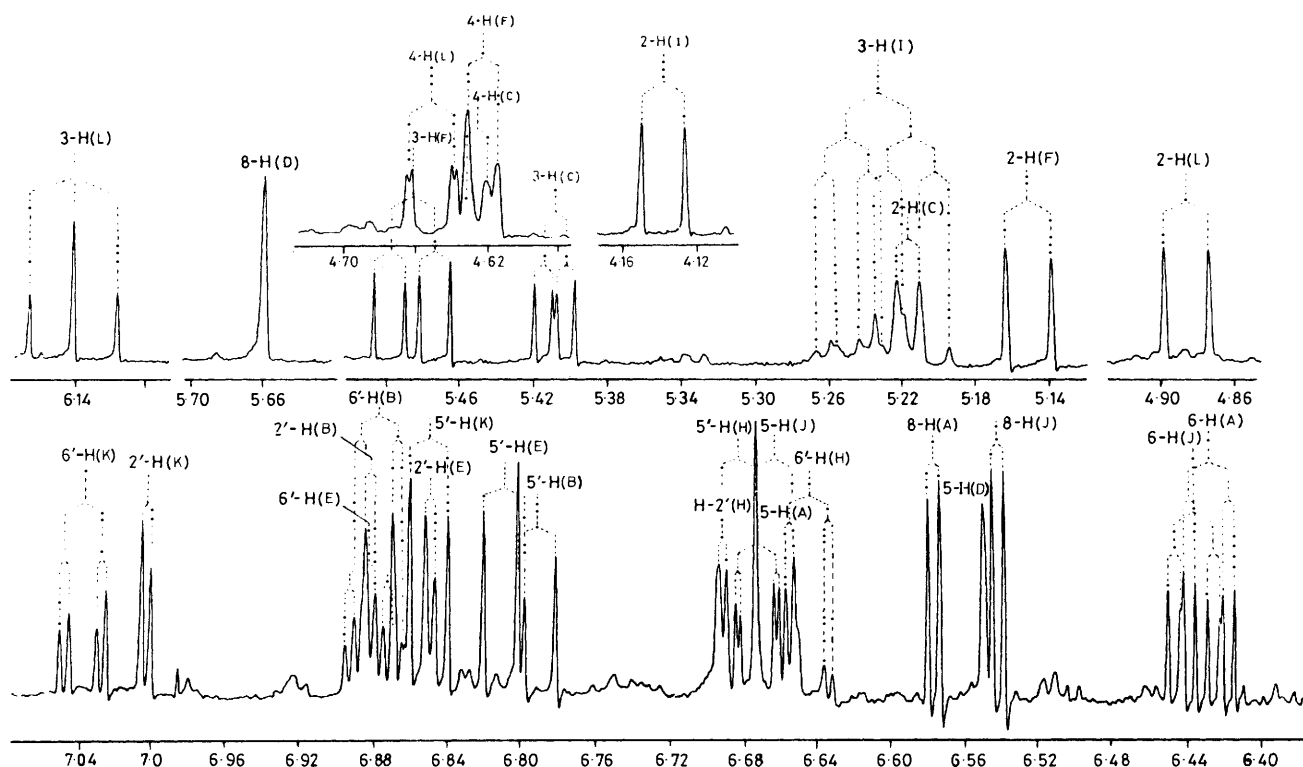 4-H(F)
4-H(L)
2-H(1)
3-H(I)
4-H(C)
3-H(L)
3-H(F)
8-H(D)
3-H(C)
2-H(F)
2-H(L)
2-H(C)
4·70 4·62
4·16 4·12
6·14 5·70 5·66 5·46 5·42 5·38 5·34 5·30 5·26 5·22 5·18 5·14 4·90 4·86
6'-H(B)
2'-H(B)
5'-H(K)
5'-H(H) 5-H(J)
8-H(A) 8-H(J)
6-H(A)
6'-H(K) 2'-H(K)
2'-H(E)
5'-H(E)
5'-H(B)
6'-H(H)
6-H(J)
6'-H(E)
H-2'(H) 5-H(A)
5-H(D)
7·04 7·0 6·96 6·92 6·88 6·84 6·80 6·76 6·72 6·68 6·64 6·60 6·56 6·52 6·48 6·44 6·40